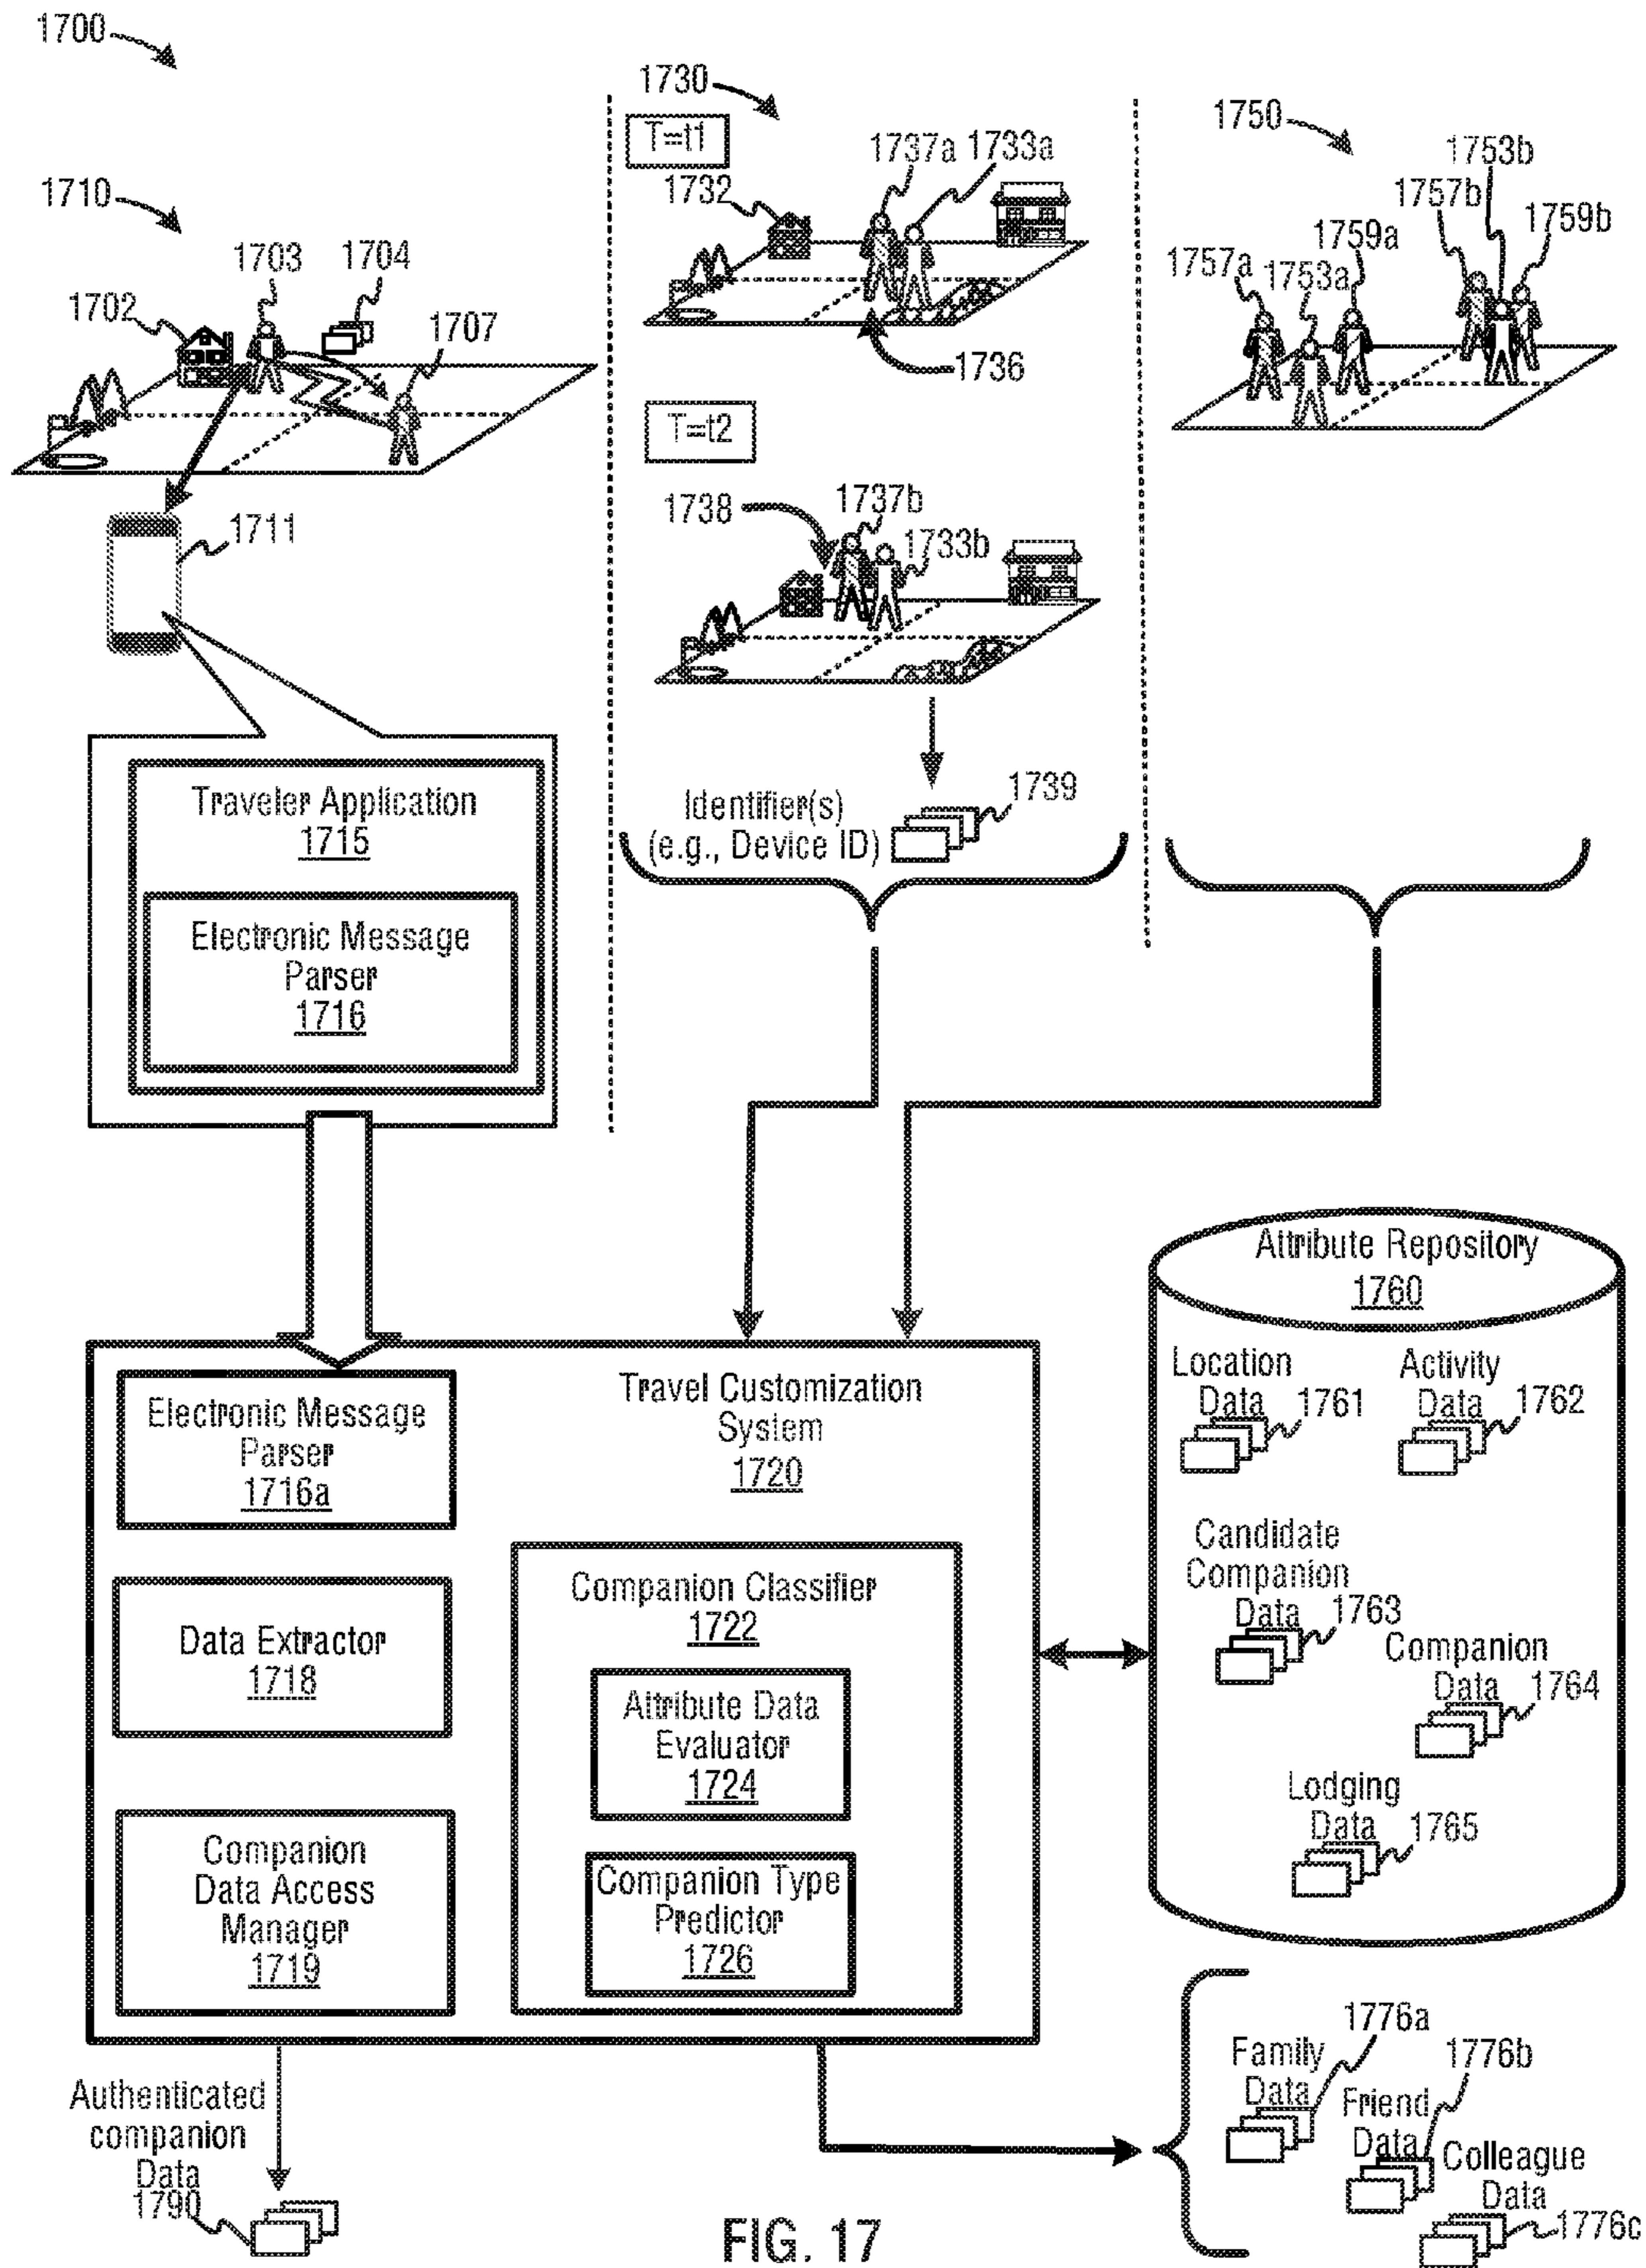 1700
1710
1703
1704
1702
1707
1711
Traveler Application
1715
Electronic Message
Parser
1716
1730
T=t1
1737a
1733a
1732
1736
T=t2
1738
1737b
1733b
Identifier(s)
(e.g., Device ID)
1739
1750
1753b
1757b
1759b
1759a
1757a
1753a
Travel Customization
System
1720
Electronic Message
Parser
1716a
Data Extractor
1718
Companion
Data Access
Manager
1719
Companion Classifier
1722
Attribute Data
Evaluator
1724
Companion Type
Predictor
1726
Attribute Repository
1760
Location
Data
1761
Activity
Data
1762
Candidate
Companion
Data
1763
Companion
Data
1764
Lodging
Data
1765
Authenticated
companion
Data
1790
Family
Data
1776a
Friend
Data
1776b
Colleague
Data
1776c
FIG. 17